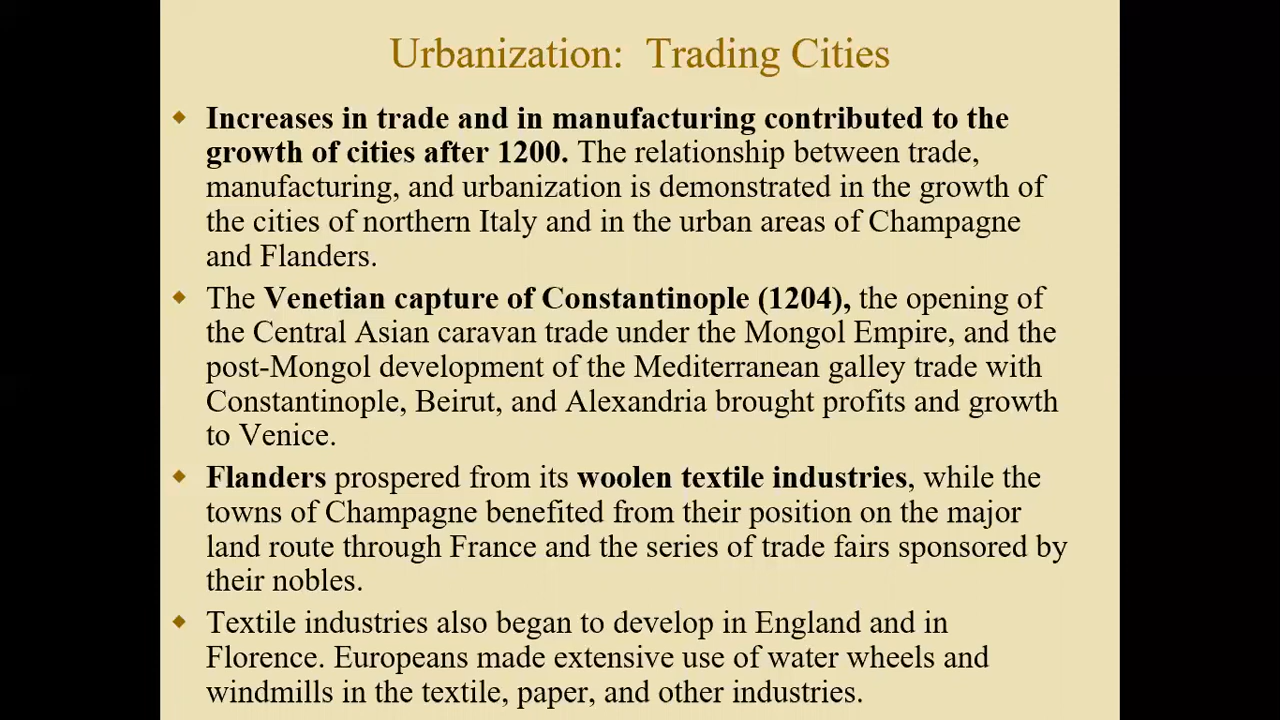 Urbanization: Trading Cities
Increases in trade and in manufacturing contributed to the
growth of cities after 1200. The relationship between trade,
manufacturing, and urbanization is demonstrated in the growth of
the cities of northern Italy and in the urban areas of Champagne
and Flanders.
The Venetian capture of Constantinople (1204), the opening of
the Central Asian caravan trade under the Mongol Empire, and the
post-Mongol development of the Mediterranean galley trade with
Constantinople, Beirut, and Alexandria brought profits and growth
to Venice.
Flanders prospered from its woolen textile industries, while the
towns of Champagne benefited from their position on the major
land route through France and the series of trade fairs sponsored by
their nobles.
Textile industries also began to develop in England and in
Florence. Europeans made extensive use of water wheels and
windmills in the textile, paper, and other industries.